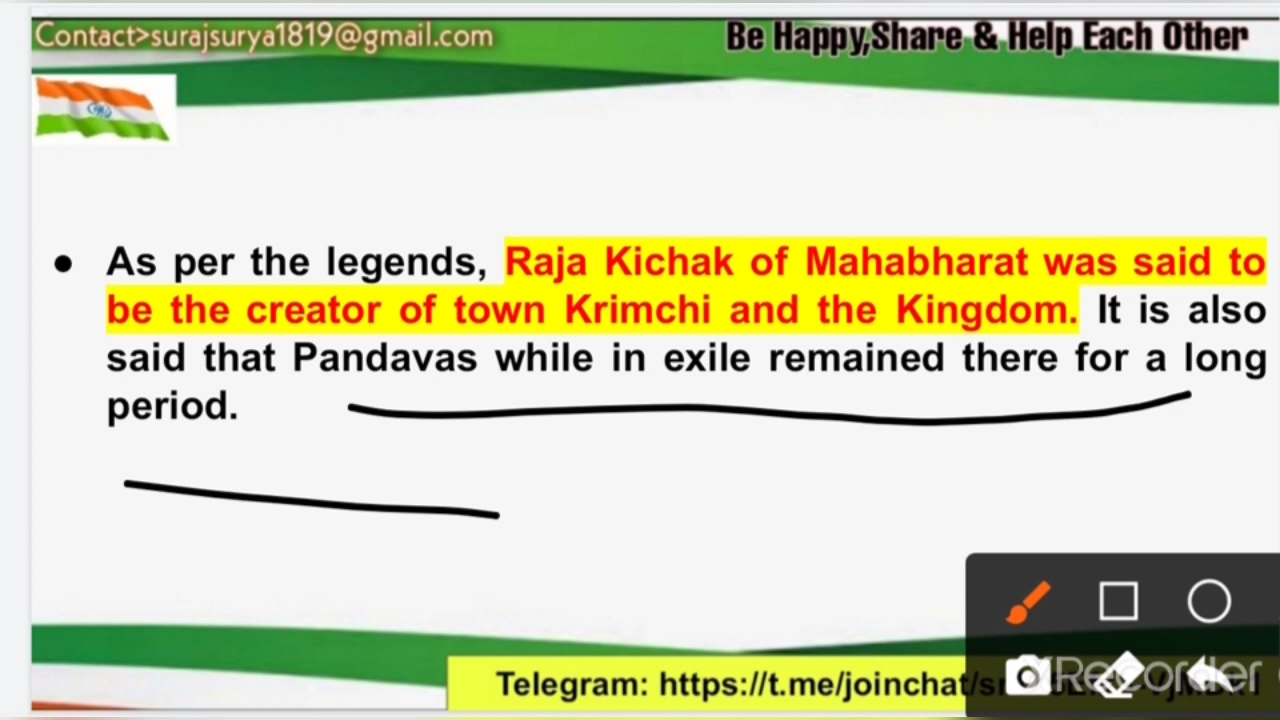 Contact>surajsurya1819@gmail.com
Be Happy,Share & Help Each Other
● As per the legends, Raja Kichak of Mahabharat was said to
be the creator of town Krimchi and the Kingdom. It is also
said that Pandavas while in exile remained there for a long
period.
Telegram: https://t.me/joinchat/
XRecorder